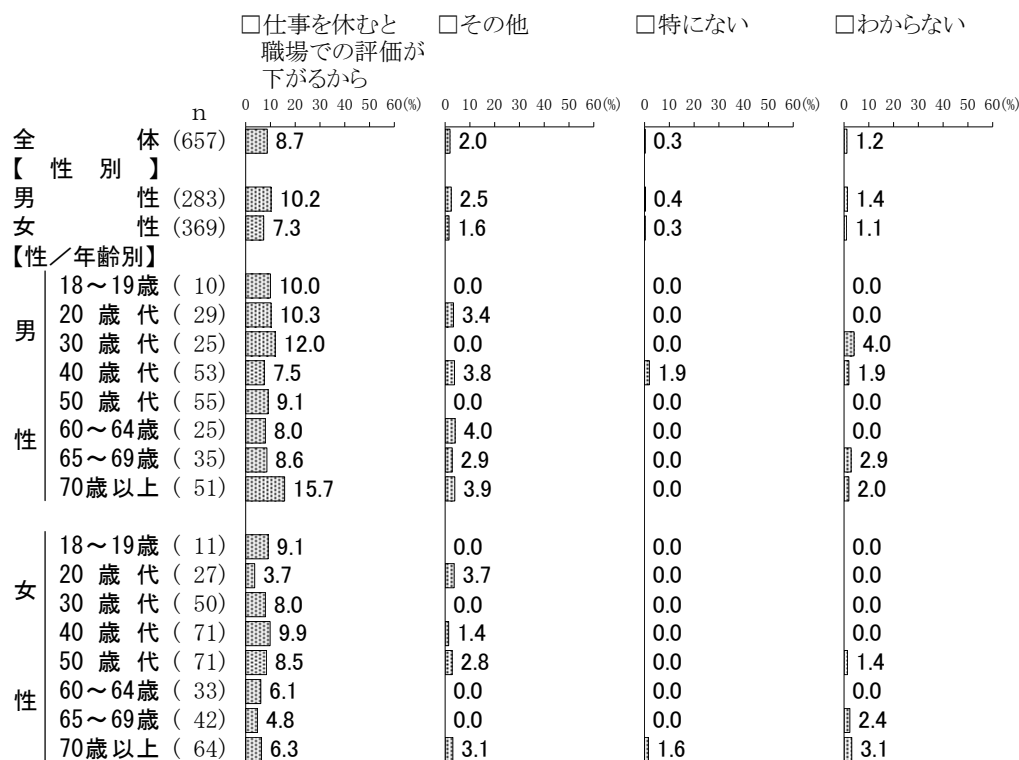 □仕事を休むと 職場での評価が 下がるから □その他 □特にない □わからない
n 0 10 20 30 40 50 60(%) 0 10 20 30 40 50 60(%) 0 10 20 30 40 50 60(%) 0 10 20 30 40 50 60(%)
全体 (657) 8.7 2.0 0.3 1.2
【性別】
男性 (283) 10.2 2.5 0.4 1.4
女性 (369) 7.3 1.6 0.3 1.1
【性／年齢別】
男性
18～19歳 ( 10) 10.0 0.0 0.0 0.0
20歳代 ( 29) 10.3 3.4 0.0 0.0
30歳代 ( 25) 12.0 0.0 0.0 4.0
40歳代 ( 53) 7.5 3.8 1.9 1.9
50歳代 ( 55) 9.1 0.0 0.0 0.0
60～64歳 ( 25) 8.0 4.0 0.0 0.0
65～69歳 ( 35) 8.6 2.9 0.0 2.9
70歳以上 ( 51) 15.7 3.9 0.0 2.0
女性
18～19歳 ( 11) 9.1 0.0 0.0 0.0
20歳代 ( 27) 3.7 3.7 0.0 0.0
30歳代 ( 50) 8.0 0.0 0.0 0.0
40歳代 ( 71) 9.9 1.4 0.0 0.0
50歳代 ( 71) 8.5 2.8 0.0 1.4
60～64歳 ( 33) 6.1 0.0 0.0 0.0
65～69歳 ( 42) 4.8 0.0 0.0 2.4
70歳以上 ( 64) 6.3 3.1 1.6 3.1